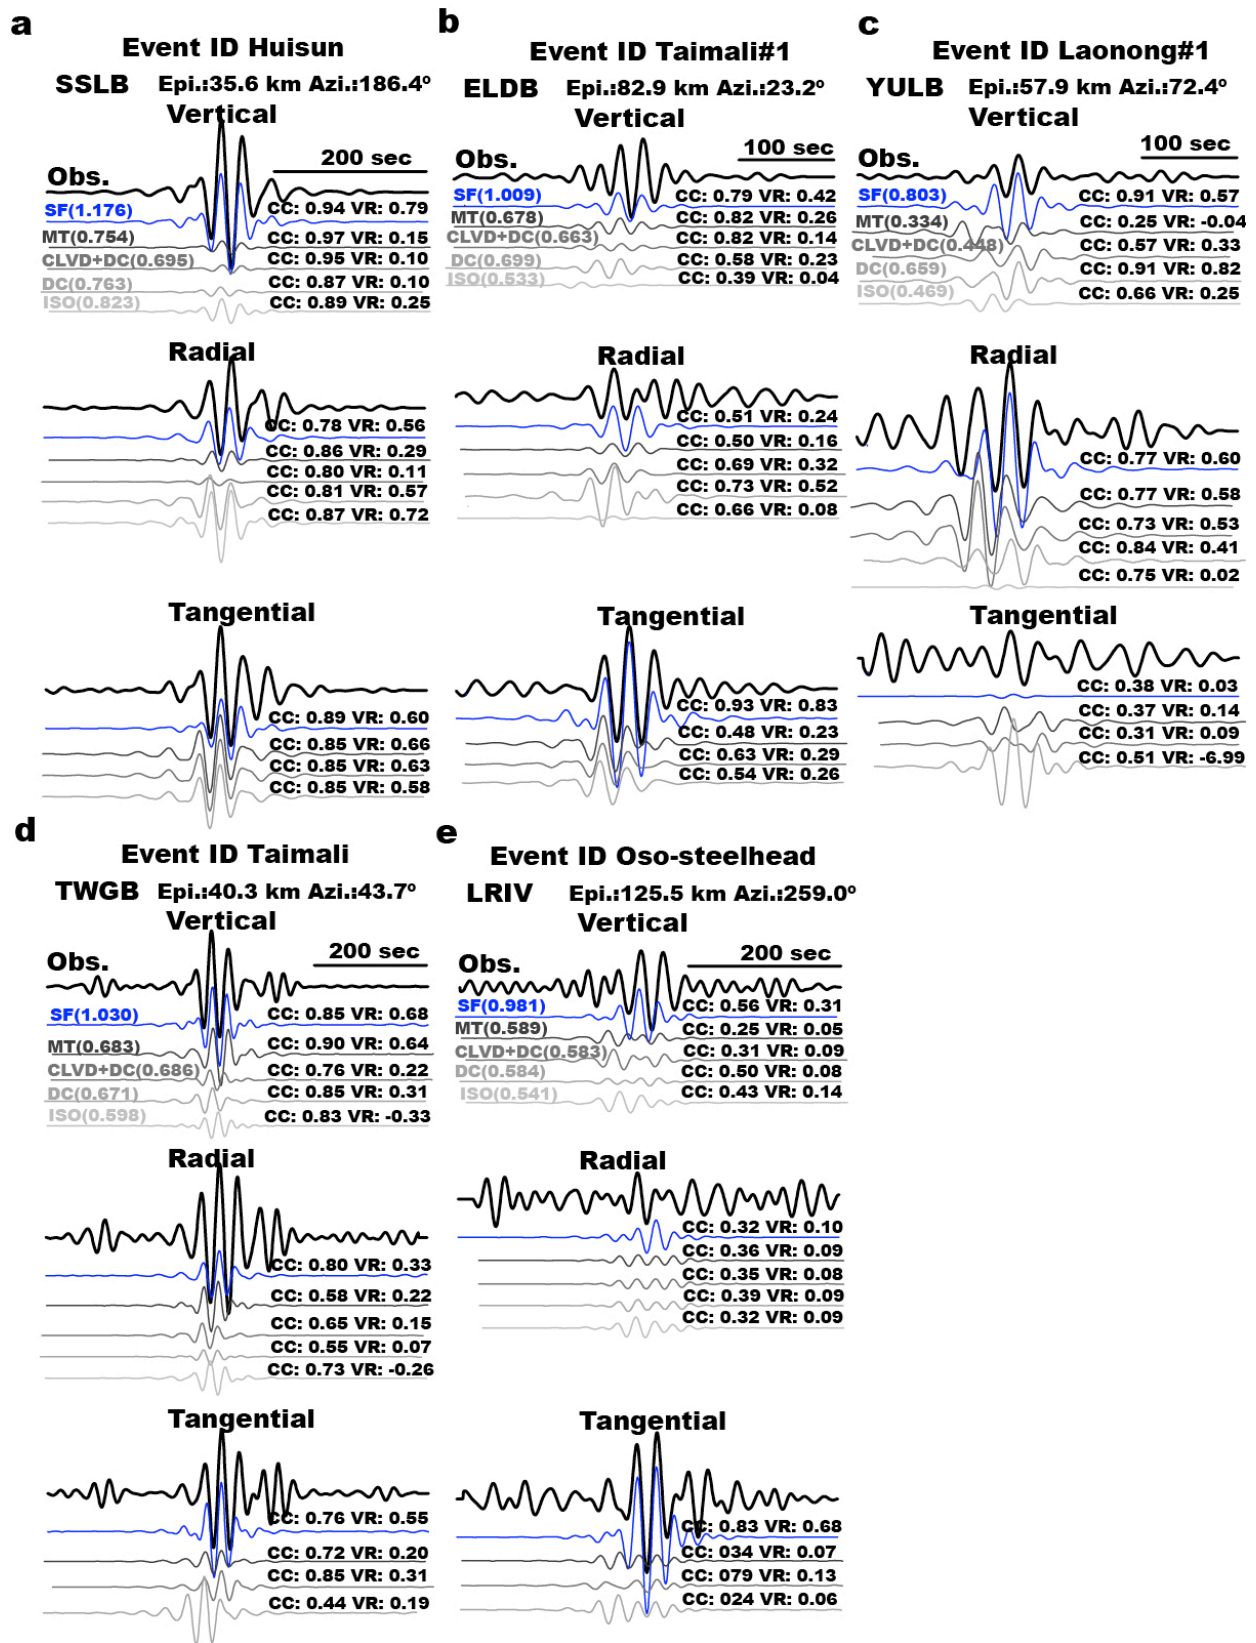 a
Event ID Huisun
SSLB Epi.:35.6 km Azi.:186.4º
Vertical
200 sec
Obs.
SF(1.176)
CC: 0.94 VR: 0.79
MT(0.754)
CC: 0.97 VR: 0.15
CLVD+DC(0.695)
CC: 0.95 VR: 0.10
DC(0.763)
CC: 0.87 VR: 0.10
ISO(0.823)
CC: 0.89 VR: 0.25
Radial
CC: 0.78 VR: 0.56
CC: 0.86 VR: 0.29
CC: 0.80 VR: 0.11
CC: 0.81 VR: 0.57
CC: 0.87 VR: 0.72
Tangential
CC: 0.89 VR: 0.60
CC: 0.85 VR: 0.66
CC: 0.85 VR: 0.63
CC: 0.85 VR: 0.58
b
Event ID Taimali#1
ELDB Epi.:82.9 km Azi.:23.2º
Vertical
100 sec
Obs.
SF(1.009)
CC: 0.79 VR: 0.42
MT(0.678)
CC: 0.82 VR: 0.26
CLVD+DC(0.663)
CC: 0.82 VR: 0.14
DC(0.699)
CC: 0.58 VR: 0.23
ISO(0.533)
CC: 0.39 VR: 0.04
Radial
CC: 0.51 VR: 0.24
CC: 0.50 VR: 0.16
CC: 0.69 VR: 0.32
CC: 0.73 VR: 0.52
CC: 0.66 VR: 0.08
Tangential
CC: 0.93 VR: 0.83
CC: 0.48 VR: 0.23
CC: 0.63 VR: 0.29
CC: 0.54 VR: 0.26
c
Event ID Laonong#1
YULB Epi.:57.9 km Azi.:72.4º
Vertical
100 sec
Obs.
SF(0.803)
CC: 0.91 VR: 0.57
MT(0.334)
CC: 0.25 VR: -0.04
CLVD+DC(0.448)
CC: 0.57 VR: 0.33
DC(0.659)
CC: 0.91 VR: 0.82
ISO(0.469)
CC: 0.66 VR: 0.25
Radial
CC: 0.77 VR: 0.60
CC: 0.77 VR: 0.58
CC: 0.73 VR: 0.53
CC: 0.84 VR: 0.41
CC: 0.75 VR: 0.02
Tangential
CC: 0.38 VR: 0.03
CC: 0.37 VR: 0.14
CC: 0.31 VR: 0.09
CC: 0.51 VR: -6.99
d
Event ID Taimali
TWGB Epi.:40.3 km Azi.:43.7º
Vertical
200 sec
Obs.
SF(1.030)
CC: 0.85 VR: 0.68
MT(0.683)
CC: 0.90 VR: 0.64
CLVD+DC(0.686)
CC: 0.76 VR: 0.22
DC(0.671)
CC: 0.85 VR: 0.31
ISO(0.598)
CC: 0.83 VR: -0.33
Radial
CC: 0.80 VR: 0.33
CC: 0.58 VR: 0.22
CC: 0.65 VR: 0.15
CC: 0.55 VR: 0.07
CC: 0.73 VR: -0.26
Tangential
CC: 0.76 VR: 0.55
CC: 0.72 VR: 0.20
CC: 0.85 VR: 0.31
CC: 0.44 VR: 0.19
e
Event ID Oso-steelhead
LRIV Epi.:125.5 km Azi.:259.0º
Vertical
200 sec
Obs.
SF(0.981)
CC: 0.56 VR: 0.31
MT(0.589)
CC: 0.25 VR: 0.05
CLVD+DC(0.583)
CC: 0.31 VR: 0.09
DC(0.584)
CC: 0.50 VR: 0.08
ISO(0.541)
CC: 0.43 VR: 0.14
Radial
CC: 0.32 VR: 0.10
CC: 0.36 VR: 0.09
CC: 0.35 VR: 0.08
CC: 0.39 VR: 0.09
CC: 0.32 VR: 0.09
Tangential
CC: 0.83 VR: 0.68
CC: 034 VR: 0.07
CC: 079 VR: 0.13
CC: 024 VR: 0.06